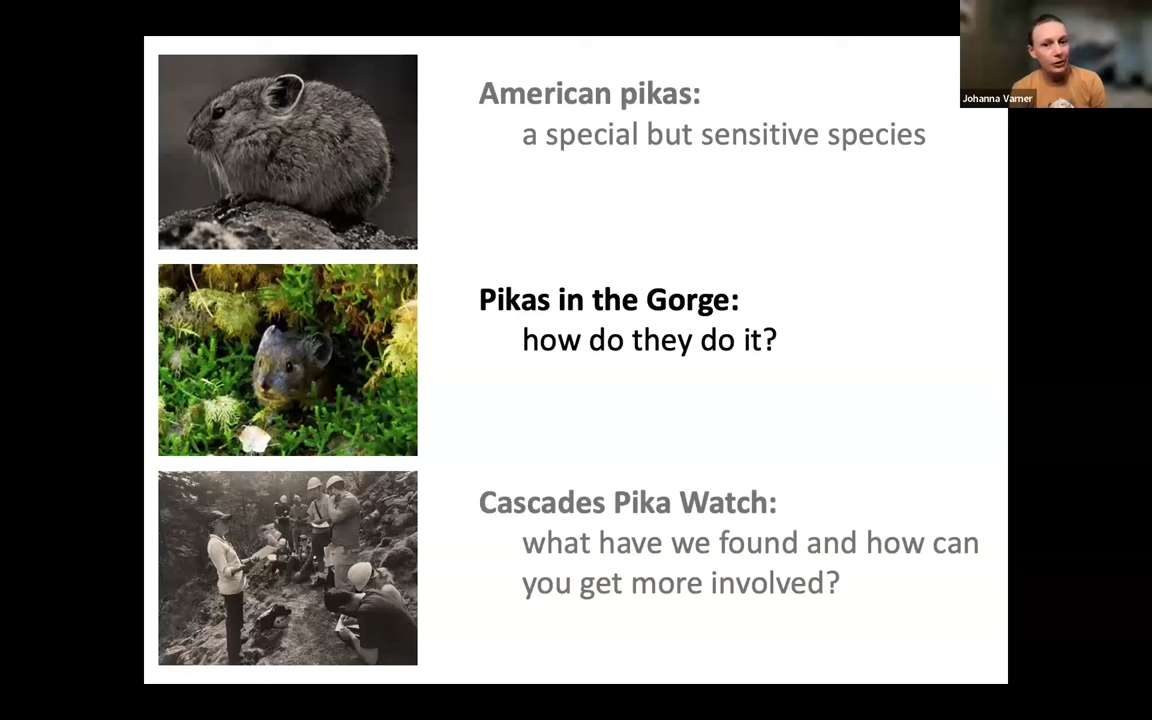 American pikas:
a special but sensitive species
Johanna Varner
Pikas in the Gorge:
how do they do it?
Cascades Pika Watch:
what have we found and how can
you get more involved?